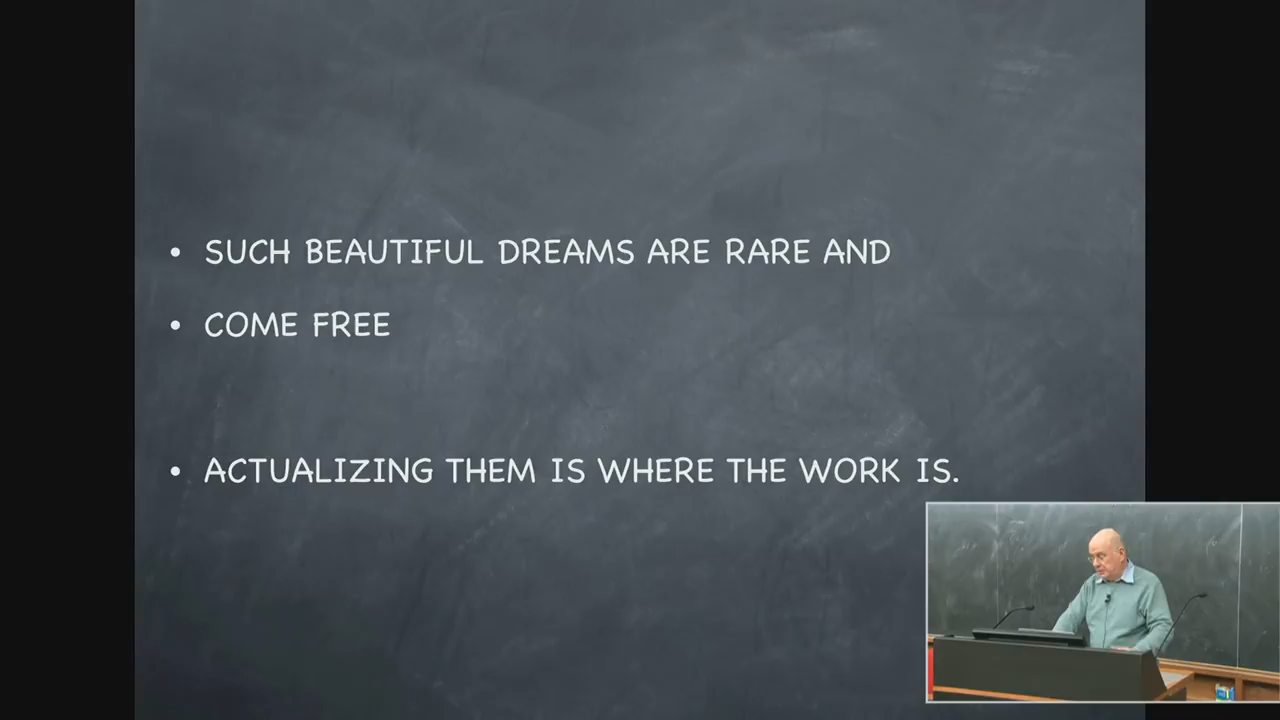 • SUCH BEAUTIFUL DREAMS ARE RARE AND
• COME FREE
• ACTUALIZING THEM IS WHERE THE WORK IS.